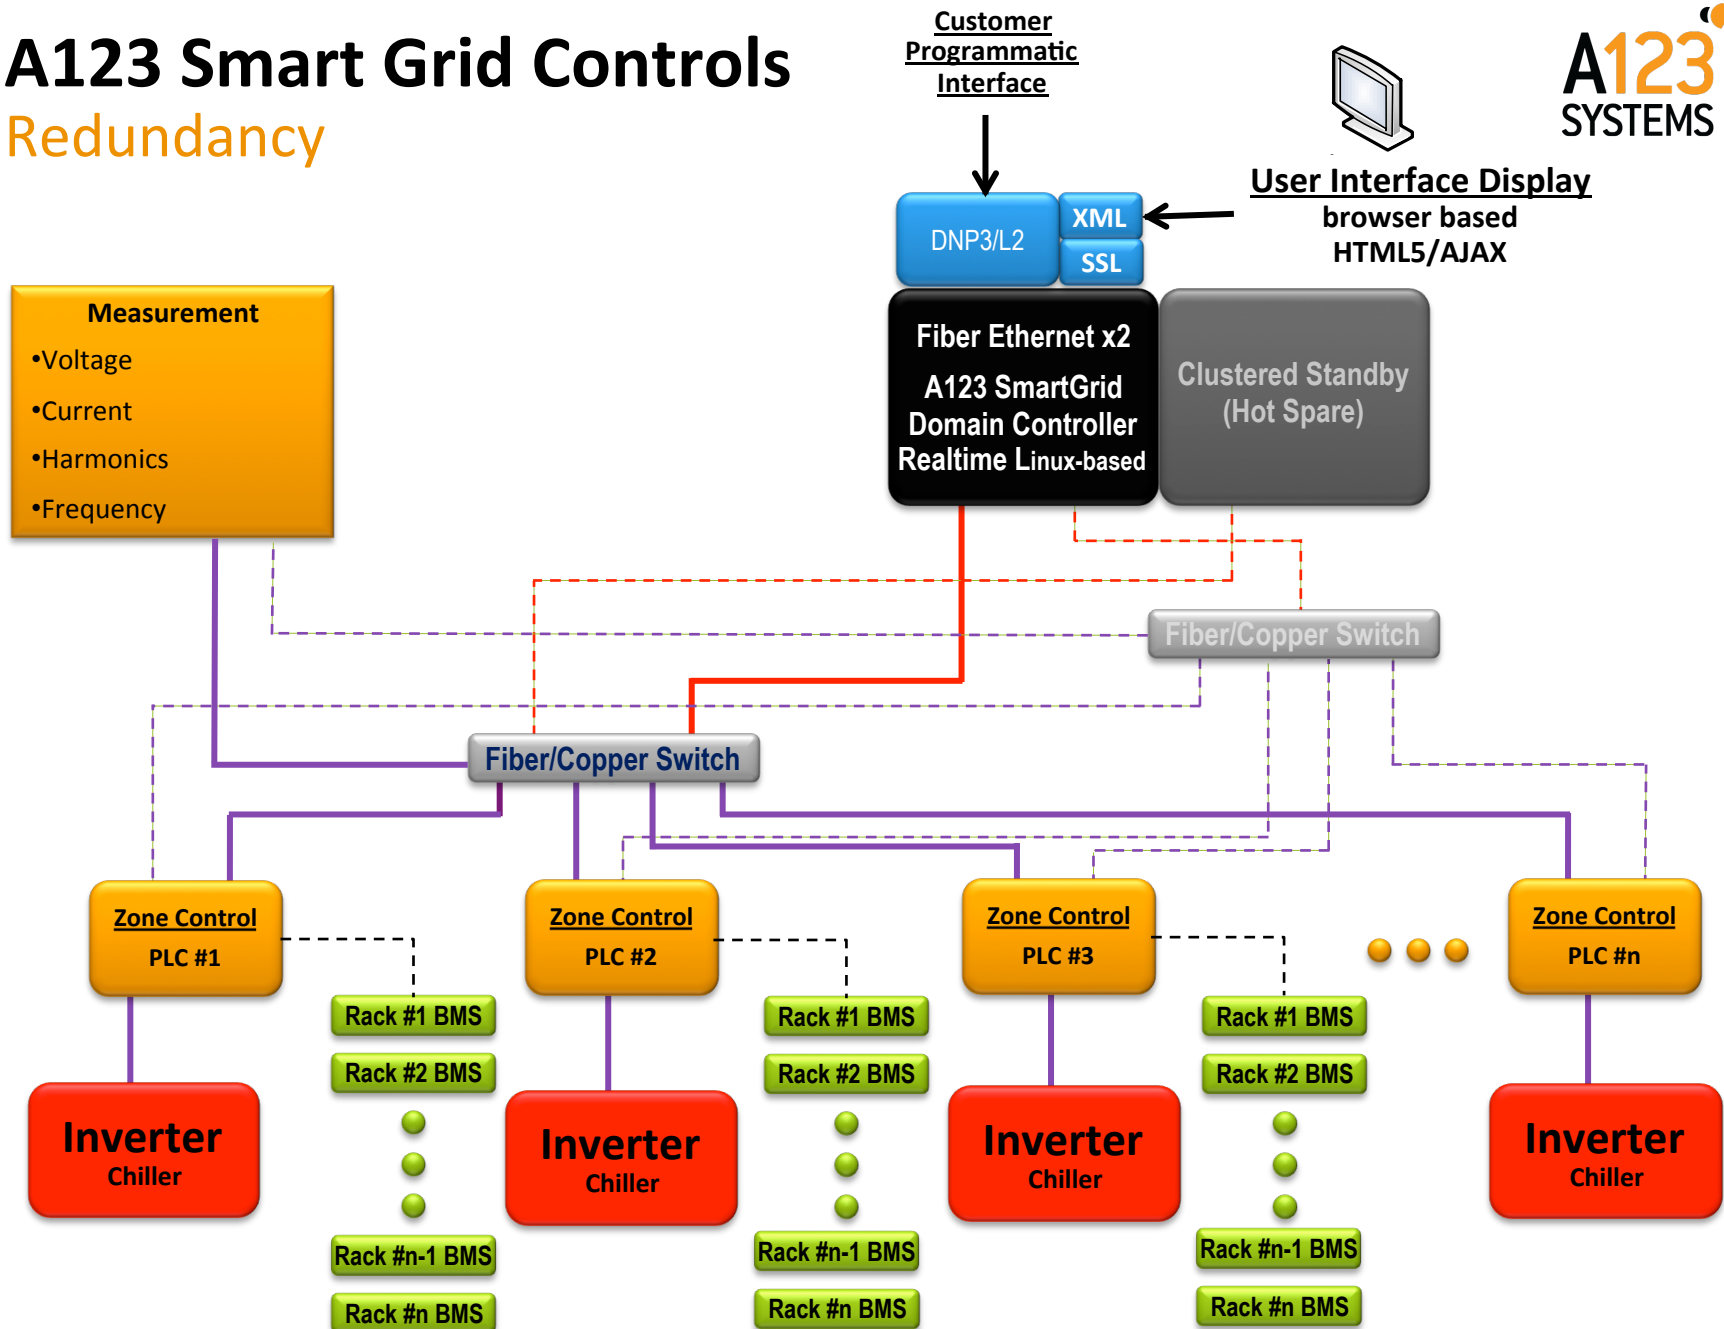 A123 Smart Grid Controls
Redundancy
Customer
Programmatic
Interface
A123
SYSTEMS
User Interface Display
browser based
HTML5/AJAX
DNP3/L2
XML
SSL
Measurement
•Voltage
•Current
•Harmonics
•Frequency
Fiber Ethernet x2
A123 SmartGrid
Domain Controller
Realtime Linux-based
Clustered Standby
(Hot Spare)
Fiber/Copper Switch
Fiber/Copper Switch
Zone Control
PLC #1
Zone Control
PLC #2
Zone Control
PLC #3
Zone Control
PLC #n
Rack #1 BMS
Rack #2 BMS
Rack #n-1 BMS
Rack #n BMS
Rack #1 BMS
Rack #2 BMS
Rack #n-1 BMS
Rack #n BMS
Rack #1 BMS
Rack #2 BMS
Rack #n-1 BMS
Rack #n BMS
Inverter
Chiller
Inverter
Chiller
Inverter
Chiller
Inverter
Chiller